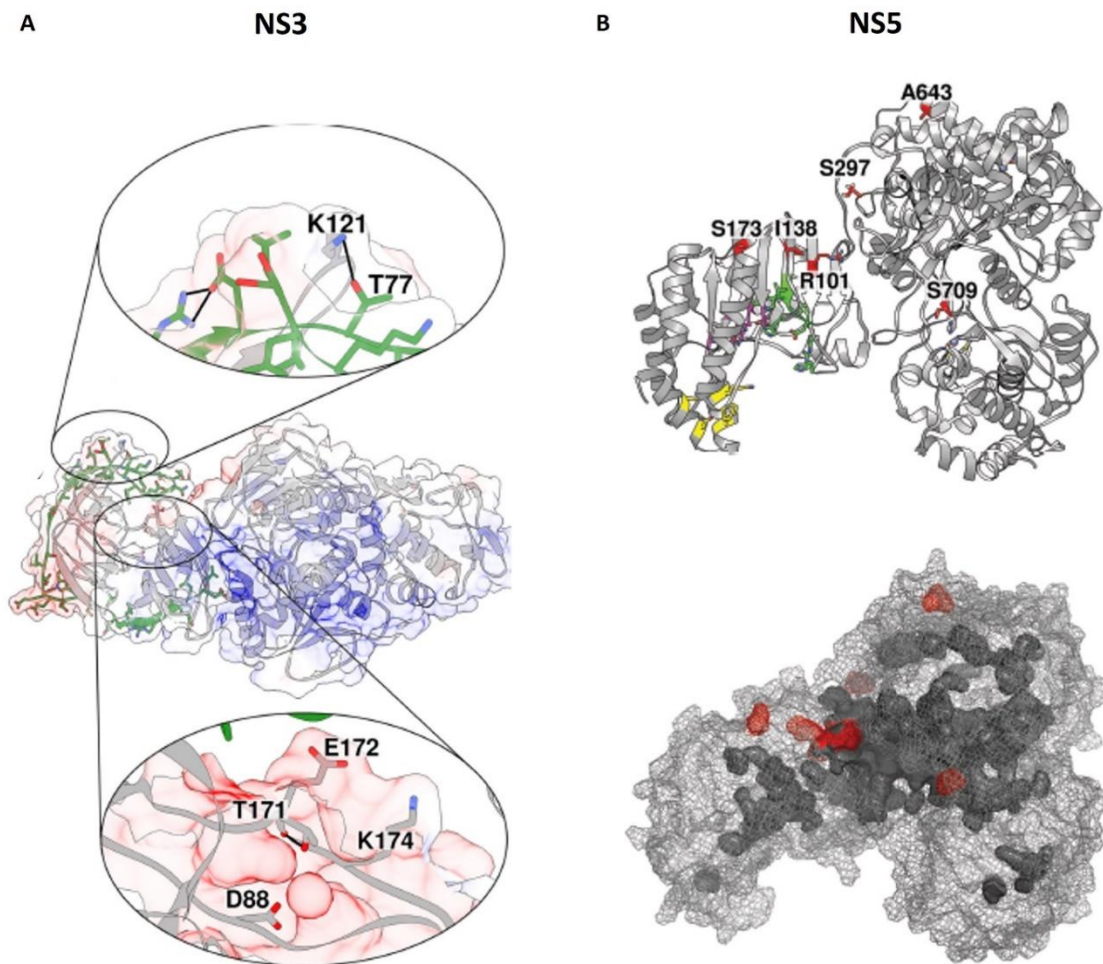 A
NS3
K121
T77
E172
T171
K174
D88
B
NS5
A643
S297
S173
I138
R101
S709